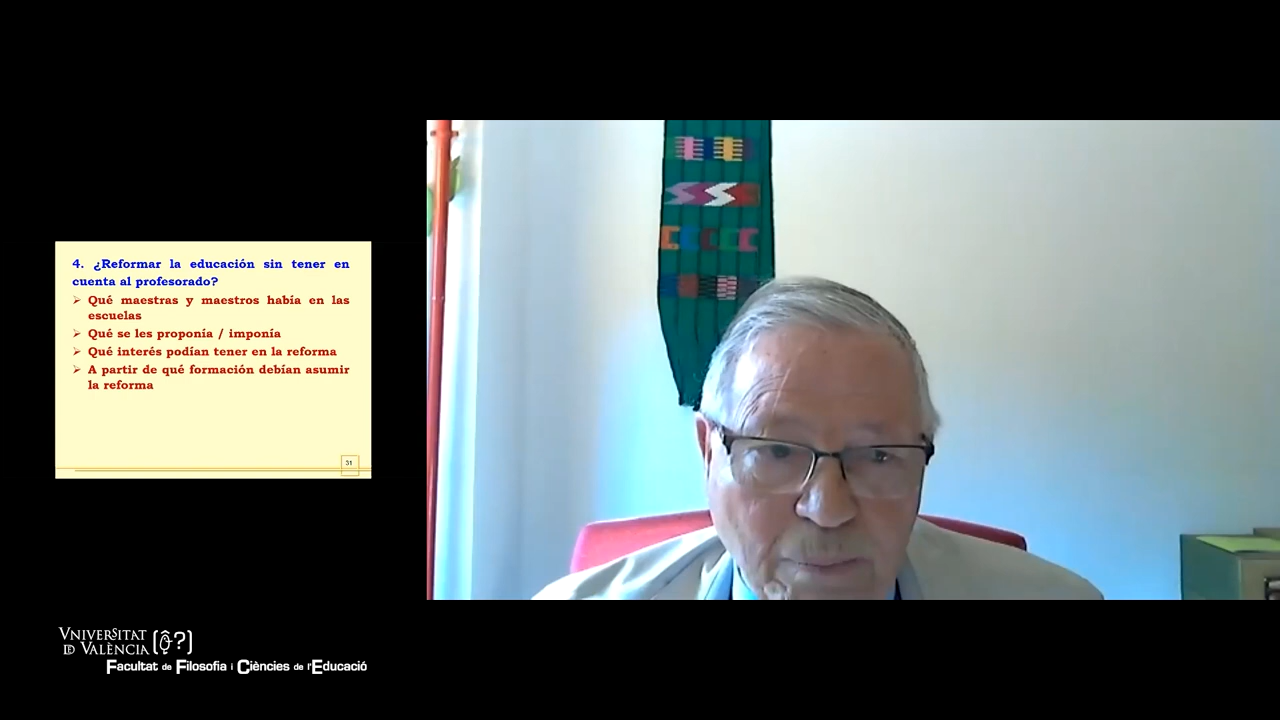 4. ¿Reformar la educación sin tener en
cuenta al profesorado?
➢ Qué maestras y maestros había en las
escuelas
➢ Qué se les proponía / imponía
➢ Qué interés podían tener en la reforma
➢ A partir de qué formación debían asumir
la reforma
31
VNIVERSITAT
ID VALÈNCIA
Facultat de Filosofia i Ciències de l'Educació